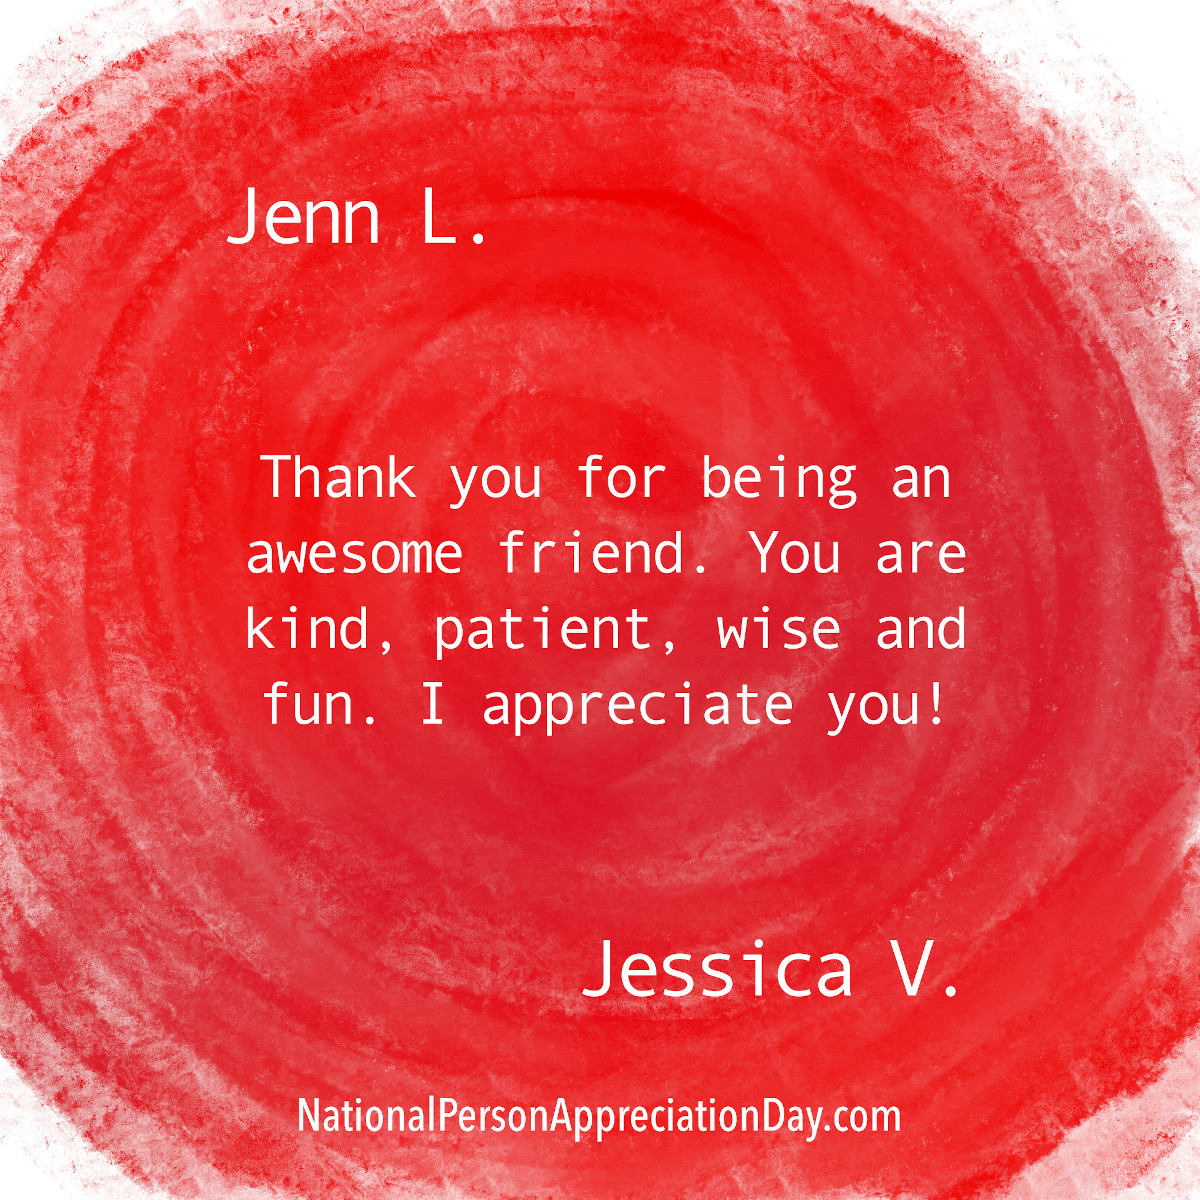 Jenn L.
Thank you for being an
awesome friend. You are
kind, patient, wise and
fun. I appreciate you!
Jessica V.
NationalPersonAppreciationDay.com